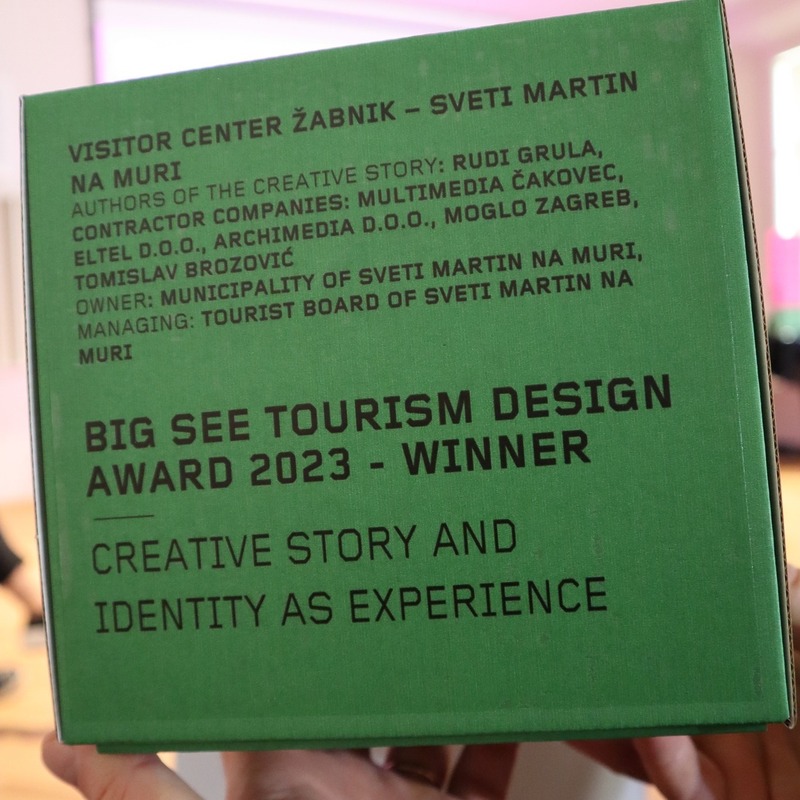 VISITOR CENTER ŽABNIK – SVETI MARTIN
NA MURI
AUTHORS OF THE CREATIVE STORY: RUDI GRULA,
CONTRACTOR COMPANIES: MULTIMEDIA ČAKOVEC,
ELTEL D.O.O., ARCHIMEDIA D.O.O., MOGLO ZAGREB,
TOMISLAV BROZOVIĆ
OWNER: MUNICIPALITY OF SVETI MARTIN NA MURI,
MANAGING: TOURIST BOARD OF SVETI MARTIN NA
MURI
BIG SEE TOURISM DESIGN
AWARD 2023 - WINNER
CREATIVE STORY AND
IDENTITY AS EXPERIENCE